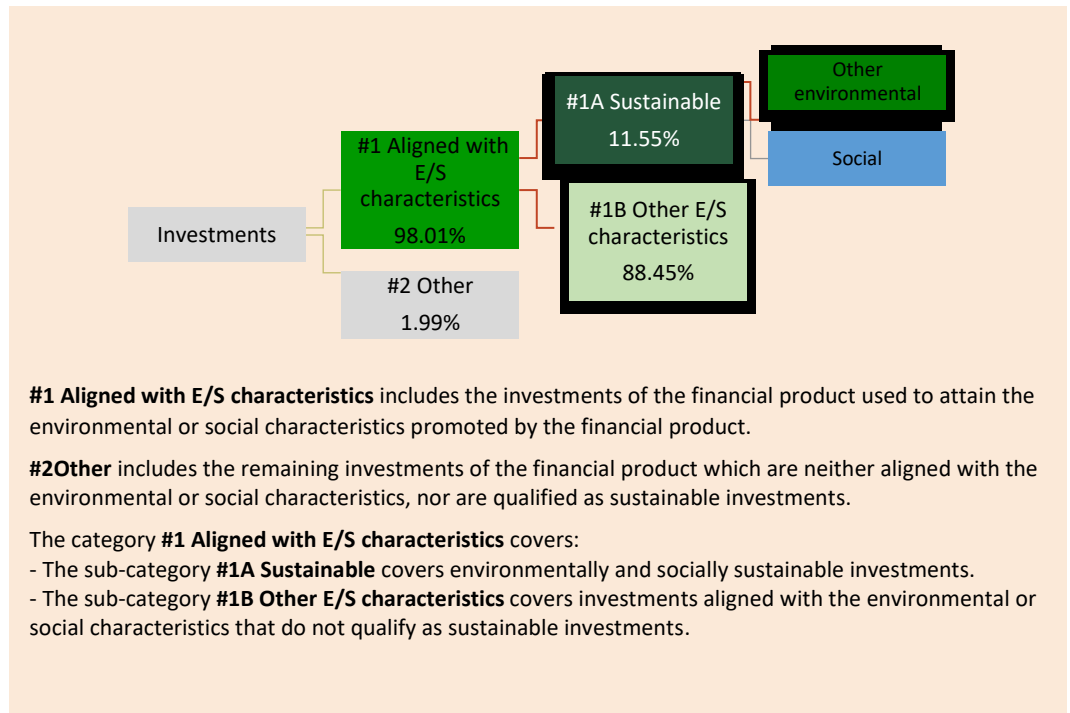 Investments
#1 Aligned with
E/S
characteristics
98.01%
#2 Other
1.99%
#1A Sustainable
11.55%
#1B Other E/S
characteristics
88.45%
Other
environmental
Social
#1 Aligned with E/S characteristics includes the investments of the financial product used to attain the
environmental or social characteristics promoted by the financial product.
#2Other includes the remaining investments of the financial product which are neither aligned with the
environmental or social characteristics, nor are qualified as sustainable investments.
The category #1 Aligned with E/S characteristics covers:
- The sub-category #1A Sustainable covers environmentally and socially sustainable investments.
- The sub-category #1B Other E/S characteristics covers investments aligned with the environmental or
social characteristics that do not qualify as sustainable investments.